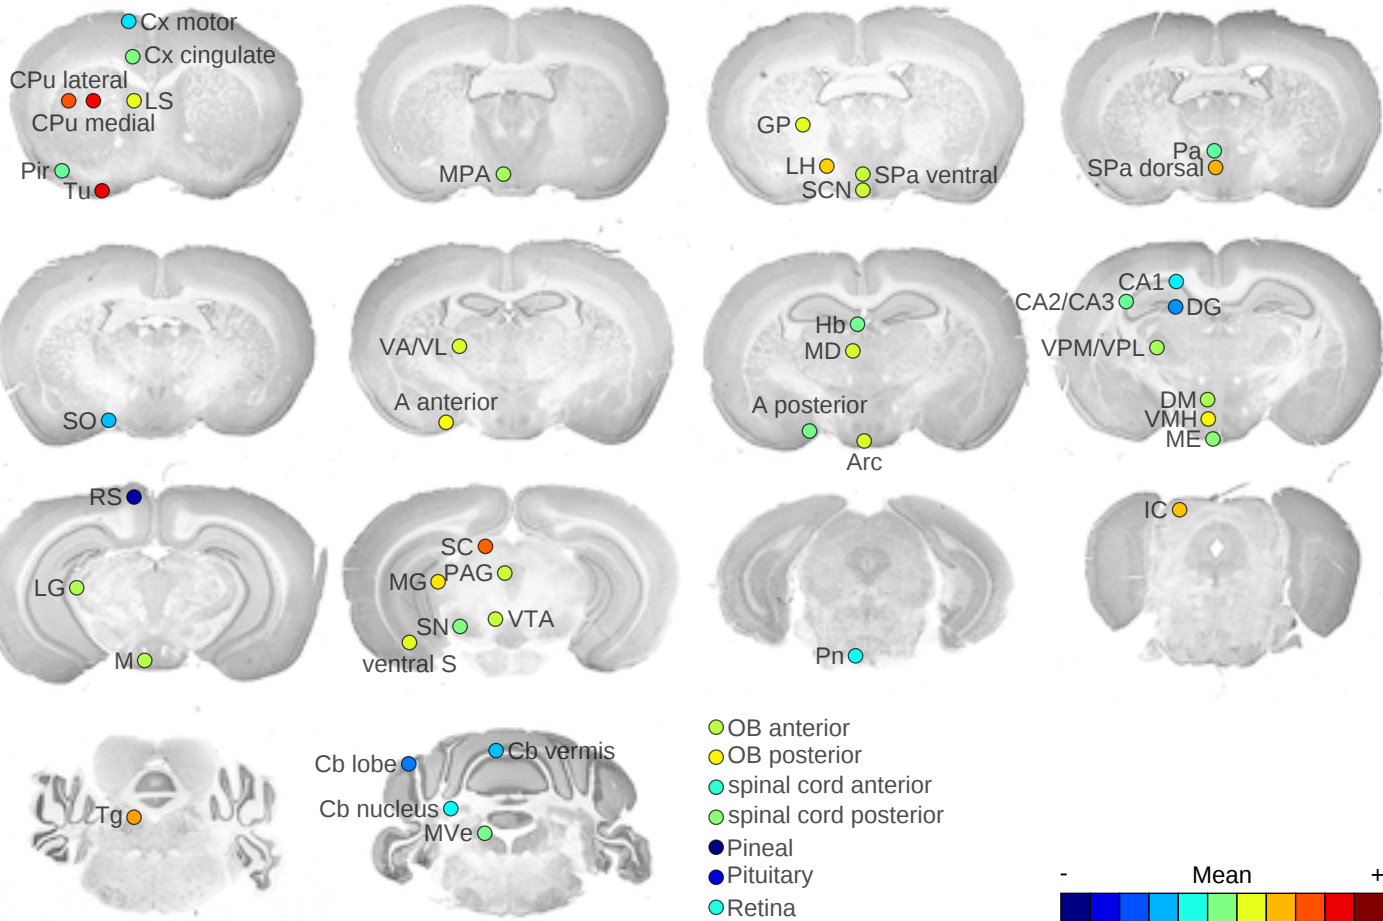 Cx motor
Cx cingulate
CPu lateral
LS
CPu medial
Pir
Tu
MPA
GP
LH
SPa ventral
SCN
Pa
SPa dorsal
SO
VA/VL
A anterior
Hb
MD
A posterior
Arc
CA1
CA2/CA3
DG
VPM/VPL
DM
VMH
ME
RS
LG
M
SC
MG
PAG
SN
VTA
ventral S
Pn
IC
Tg
Cb lobe
Cb vermis
Cb nucleus
MVe
OB anterior
OB posterior
spinal cord anterior
spinal cord posterior
Pineal
Pituitary
Retina
- Mean +